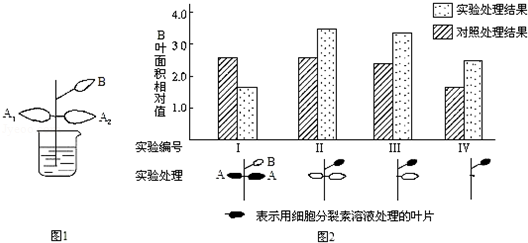 B
A₁
A₂
图1
B叶面积相对值
4.0
3.0
2.0
1.0
实验处理结果
对照处理结果
实验编号 I II III IV
实验处理
B
A A
表示用细胞分裂素溶液处理的叶片
图2